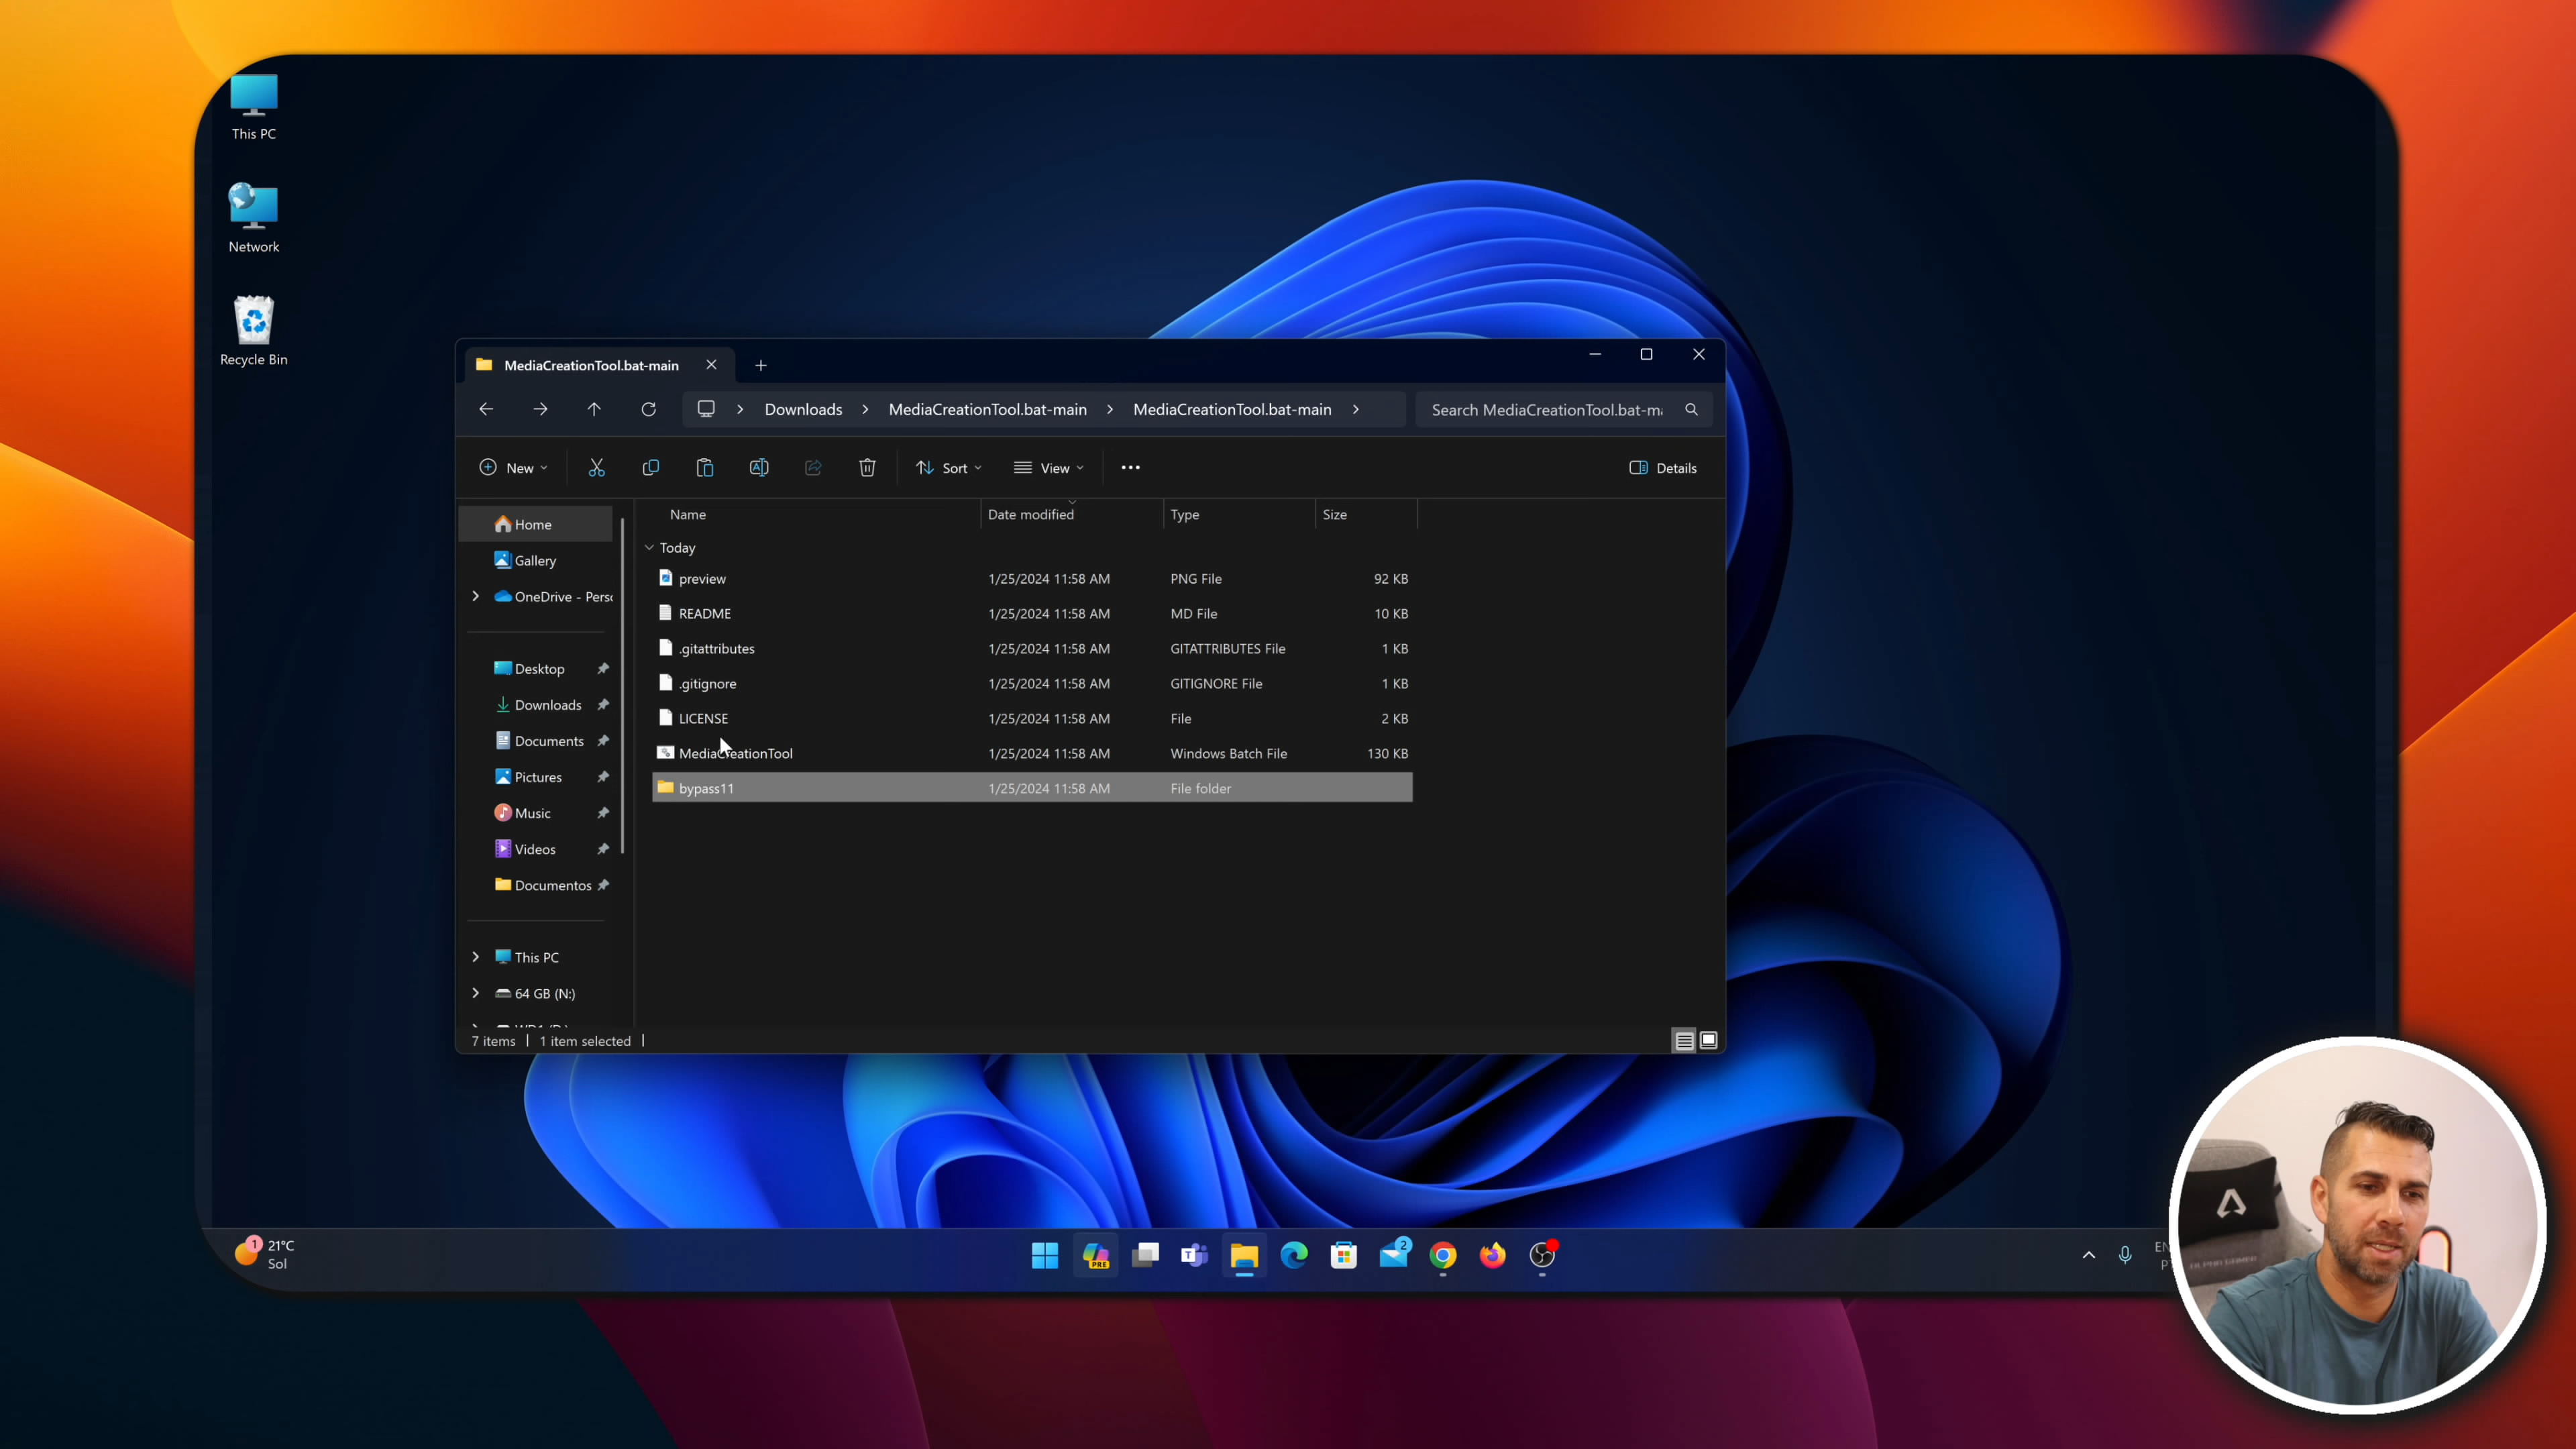 This PC
Network
Recycle Bin
MediaCreationTool.bat-main
Downloads > MediaCreationTool.bat-main > MediaCreationTool.bat-main >
Search MediaCreationTool.bat-ma
New
Sort
View
Details
Home
Gallery
OneDrive - Perso
Desktop
Downloads
Documents
Pictures
Music
Videos
Documentos
This PC
64 GB (N:)
Name Date modified Type Size
Today
preview 1/25/2024 11:58 AM PNG File 92 KB
README 1/25/2024 11:58 AM MD File 10 KB
.gitattributes 1/25/2024 11:58 AM GITATTRIBUTES File 1 KB
.gitignore 1/25/2024 11:58 AM GITIGNORE File 1 KB
LICENSE 1/25/2024 11:58 AM File 2 KB
MediaCreationTool 1/25/2024 11:58 AM Windows Batch File 130 KB
bypass11 1/25/2024 11:58 AM File folder
7 items | 1 item selected |
1
21°C
Sol
PRE
2
EN